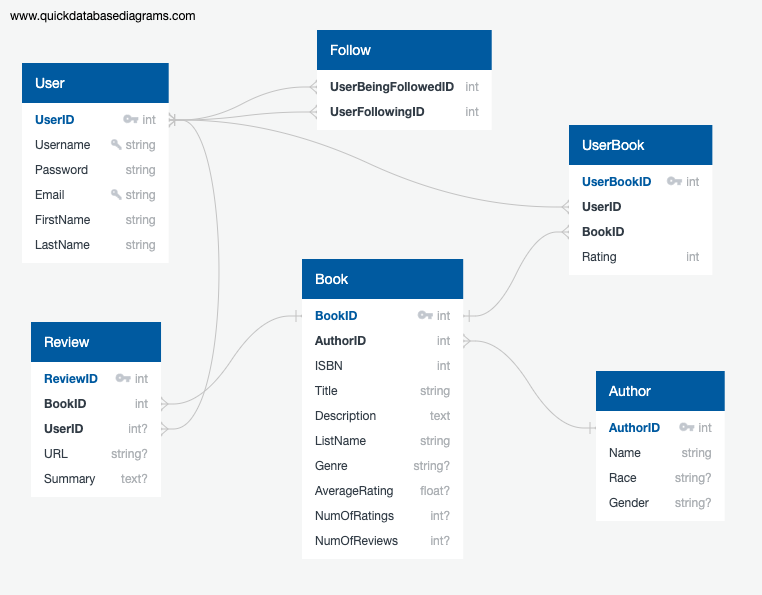 www.quickdatabasediagrams.com
User
UserID int
Username string
Password string
Email string
FirstName string
LastName string
Follow
UserBeingFollowedID int
UserFollowingID int
UserBook
UserBookID int
UserID
BookID
Rating int
Book
BookID int
AuthorID int
ISBN int
Title string
Description text
ListName string
Genre string?
AverageRating float?
NumOfRatings int?
NumOfReviews int?
Review
ReviewID int
BookID int
UserID int?
URL string?
Summary text?
Author
AuthorID int
Name string
Race string?
Gender string?